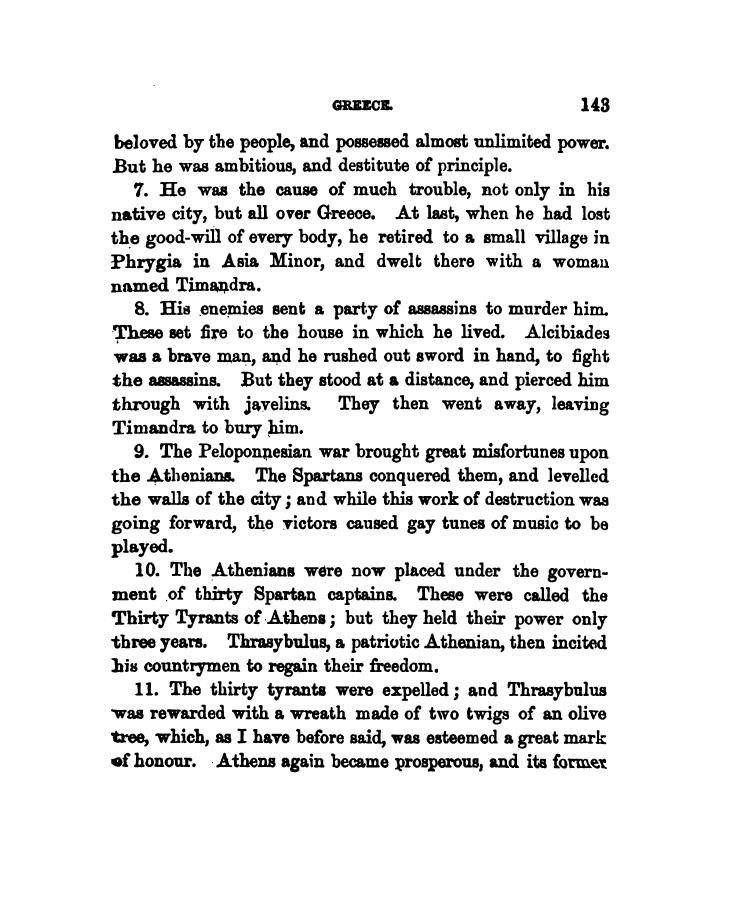 GREECE. 143
beloved by the people, and possessed almost unlimited power.
But he was ambitious, and destitute of principle.
7. He was the cause of much trouble, not only in his
native city, but all over Greece. At last, when he had lost
the good-will of every body, he retired to a small village in
Phrygia in Asia Minor, and dwelt there with a woman
named Timandra.
8. His enemies sent a party of assassins to murder him.
These set fire to the house in which he lived. Alcibiades
was a brave man, and he rushed out sword in hand, to fight
the assassins. But they stood at a distance, and pierced him
through with javelins. They then went away, leaving
Timandra to bury him.
9. The Peloponnesian war brought great misfortunes upon
the Athenians. The Spartans conquered them, and levelled
the walls of the city; and while this work of destruction was
going forward, the victors caused gay tunes of music to be
played.
10. The Athenians were now placed under the govern-
ment of thirty Spartan captains. These were called the
Thirty Tyrants of Athens; but they held their power only
three years. Thrasybulus, a patriotic Athenian, then incited
his countrymen to regain their freedom.
11. The thirty tyrants were expelled; and Thrasybulus
was rewarded with a wreath made of two twigs of an olive
tree, which, as I have before said, was esteemed a great mark
of honour. Athens again became prosperous, and its former